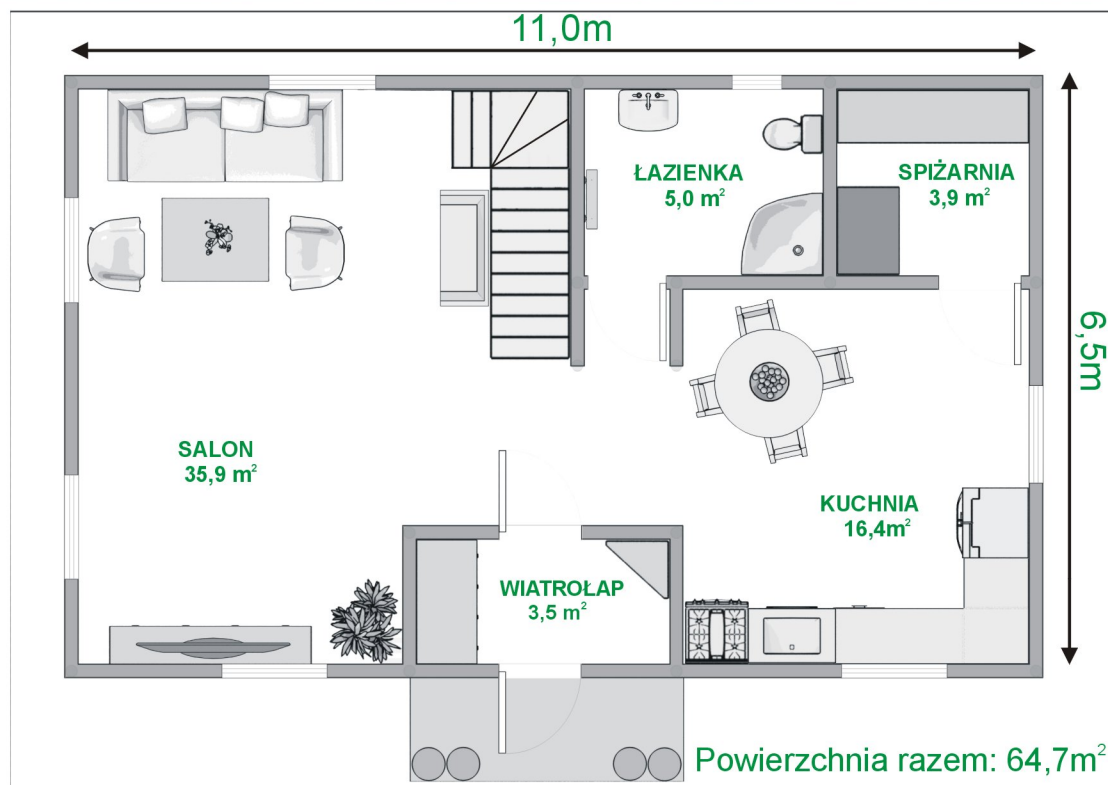 11,0m
ŁAZIENKA
5,0 m²
SPIŻARNIA
3,9 m²
6,5m
SALON
35,9 m²
KUCHNIA
16,4m²
WIATROŁAP
3,5 m²
Powierzchnia razem: 64,7m²